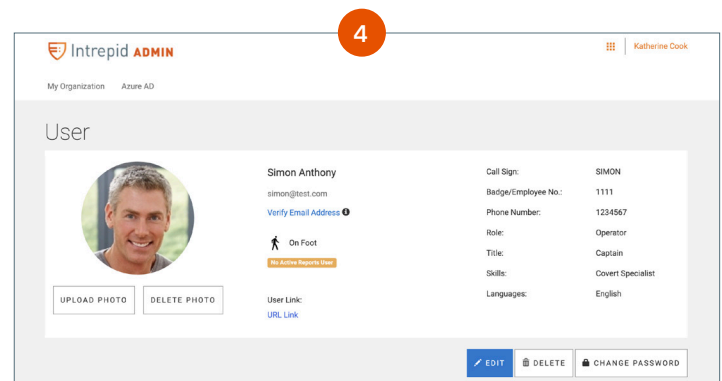 4
Intrepid ADMIN
Katherine Cook
My Organization Azure AD
User
Simon Anthony
simon@test.com
Verify Email Address
On Foot
No Active Reports User
User Link:
URL Link
UPLOAD PHOTO DELETE PHOTO
Call Sign: SIMON
Badge/Employee No.: 1111
Phone Number: 1234567
Role: Operator
Title: Captain
Skills: Covert Specialist
Languages: English
EDIT DELETE CHANGE PASSWORD